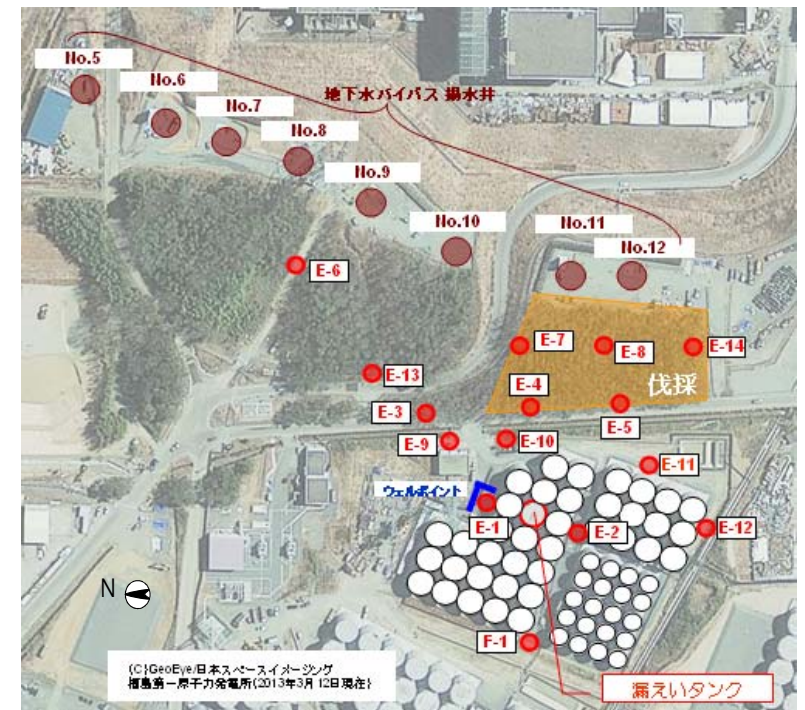 No.5
No.6
No.7
No.8
No.9
No.10
No.11
No.12
地下水バイパス 揚水井
E-6
E-7
E-8
E-14
伐採
E-13
E-4
E-3
E-5
E-9
E-10
E-11
ウェルポイント
E-1
E-2
E-12
N
F-1
(C)GeoEye/日本スペースイメージング
福島第一原子力発電所(2013年3月12日現在)
漏えいタンク